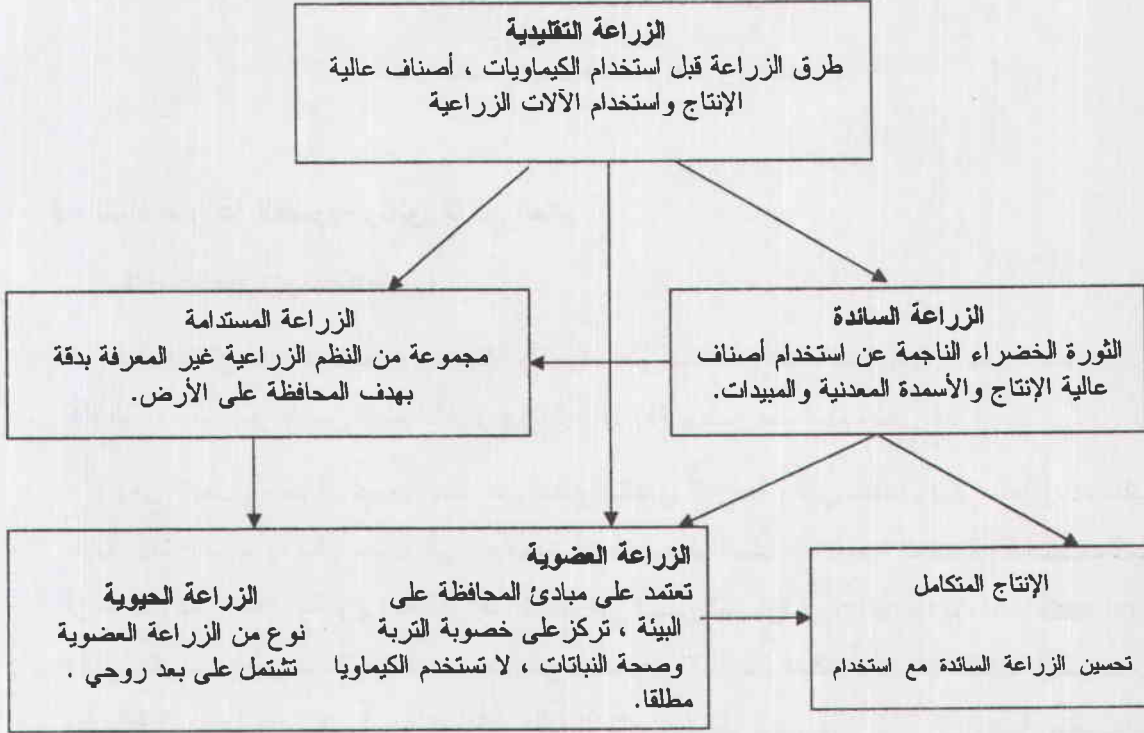 الزراعة التقليدية
طرق الزراعة قبل استخدام الكيماويات ، أصناف عالية
الإنتاج واستخدام الآلات الزراعية
الزراعة السائدة
الثورة الخضراء الناجمة عن استخدام أصناف
عالية الإنتاج والأسمدة المعدنية والمبيدات.
الزراعة المستدامة
مجموعة من النظم الزراعية غير المعرفة بدقة
بهدف المحافظة على الأرض.
الإنتاج المتكامل
تحسين الزراعة السائدة مع استخدام
الزراعة العضوية
تعتمد على مبادئ المحافظة على
البيئة ، تركز على خصوبة التربة
وصحة النباتات ، لا تستخدم الكيماويا
مطلقا.
الزراعة الحيوية
نوع من الزراعة العضوية
تشتمل على بعد روحي .